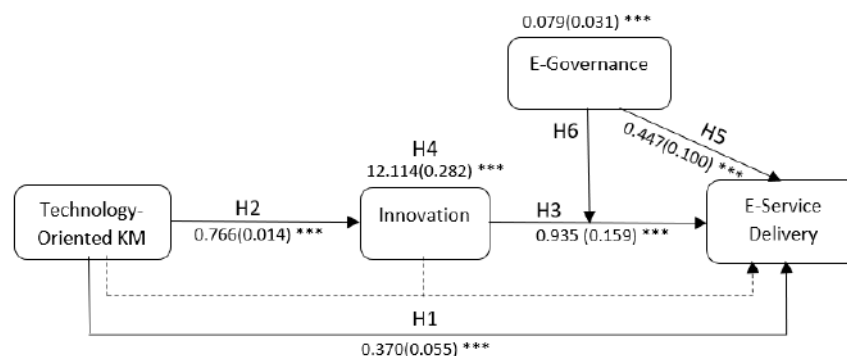 0.079(0.031) ***
E-Governance
H6
H5
0.447(0.100) ***
H4
12.114(0.282) ***
Technology-
Oriented KM
H2
0.766(0.014) ***
Innovation
H3
0.935 (0.159) ***
E-Service
Delivery
H1
0.370(0.055) ***